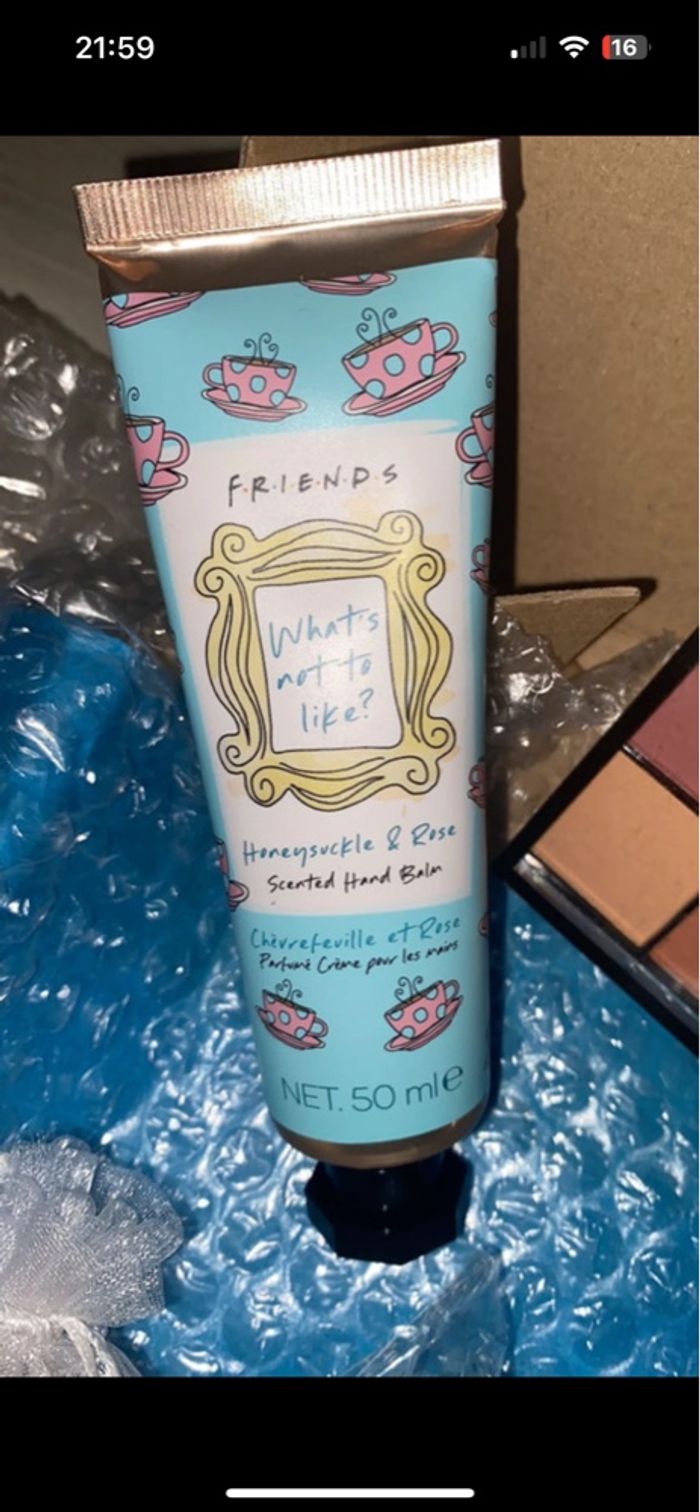 21:59
16
F·R·I·E·N·D·S
What's
not to
like?
Honeysuckle & Rose
Scented Hand Balm
Chèvrefeuille et Rose
Parfumé Crème pour les mains
NET. 50 ml e